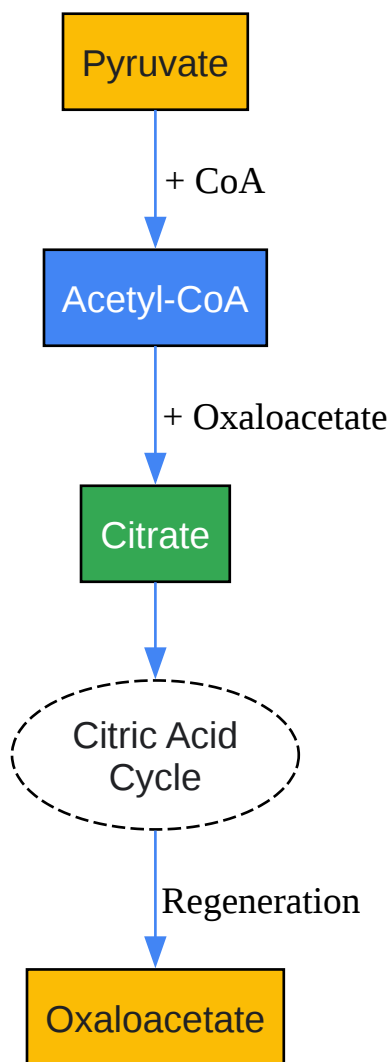 Pyruvate
+ CoA
Acetyl-CoA
+ Oxaloacetate
Citrate
Citric Acid
Cycle
Regeneration
Oxaloacetate